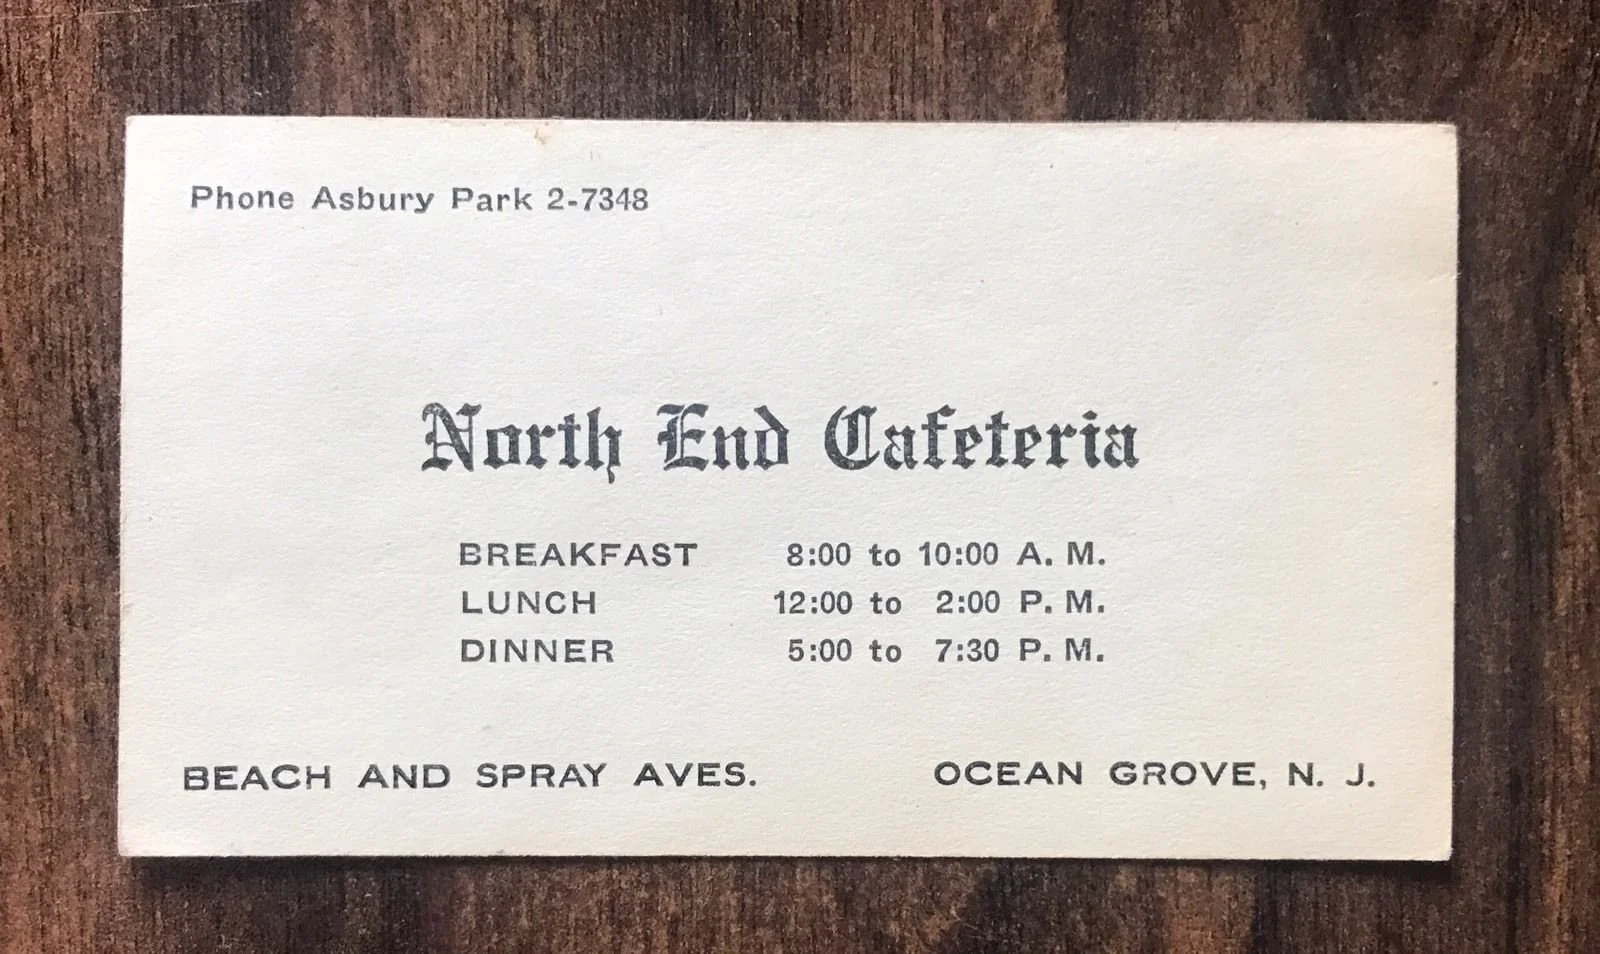 Phone Asbury Park 2-7348
North End Cafeteria
BREAKFAST 8:00 to 10:00 A. M.
LUNCH 12:00 to 2:00 P. M.
DINNER 5:00 to 7:30 P. M.
BEACH AND SPRAY AVES. OCEAN GROVE, N. J.